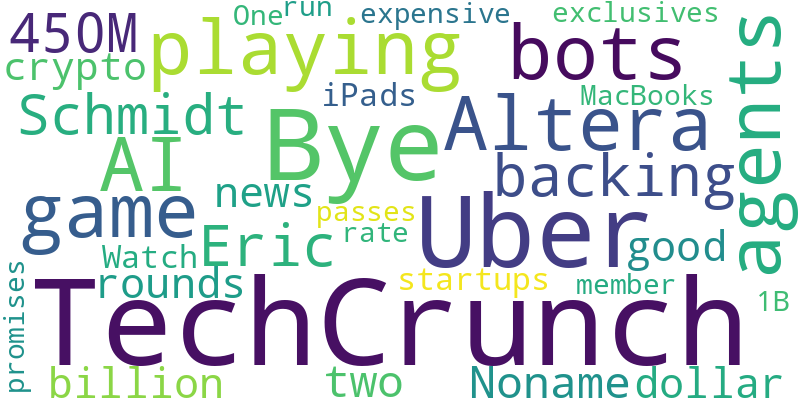 One run expensive exclusives
450M playing bots agents
crypto iPads MacBooks
Schmidt Bye Altera
AI backing
game news Uber
passes
Eric rate good
Watch
rounds startups member
promises TechCrunch 1B
billion two Noname dollar